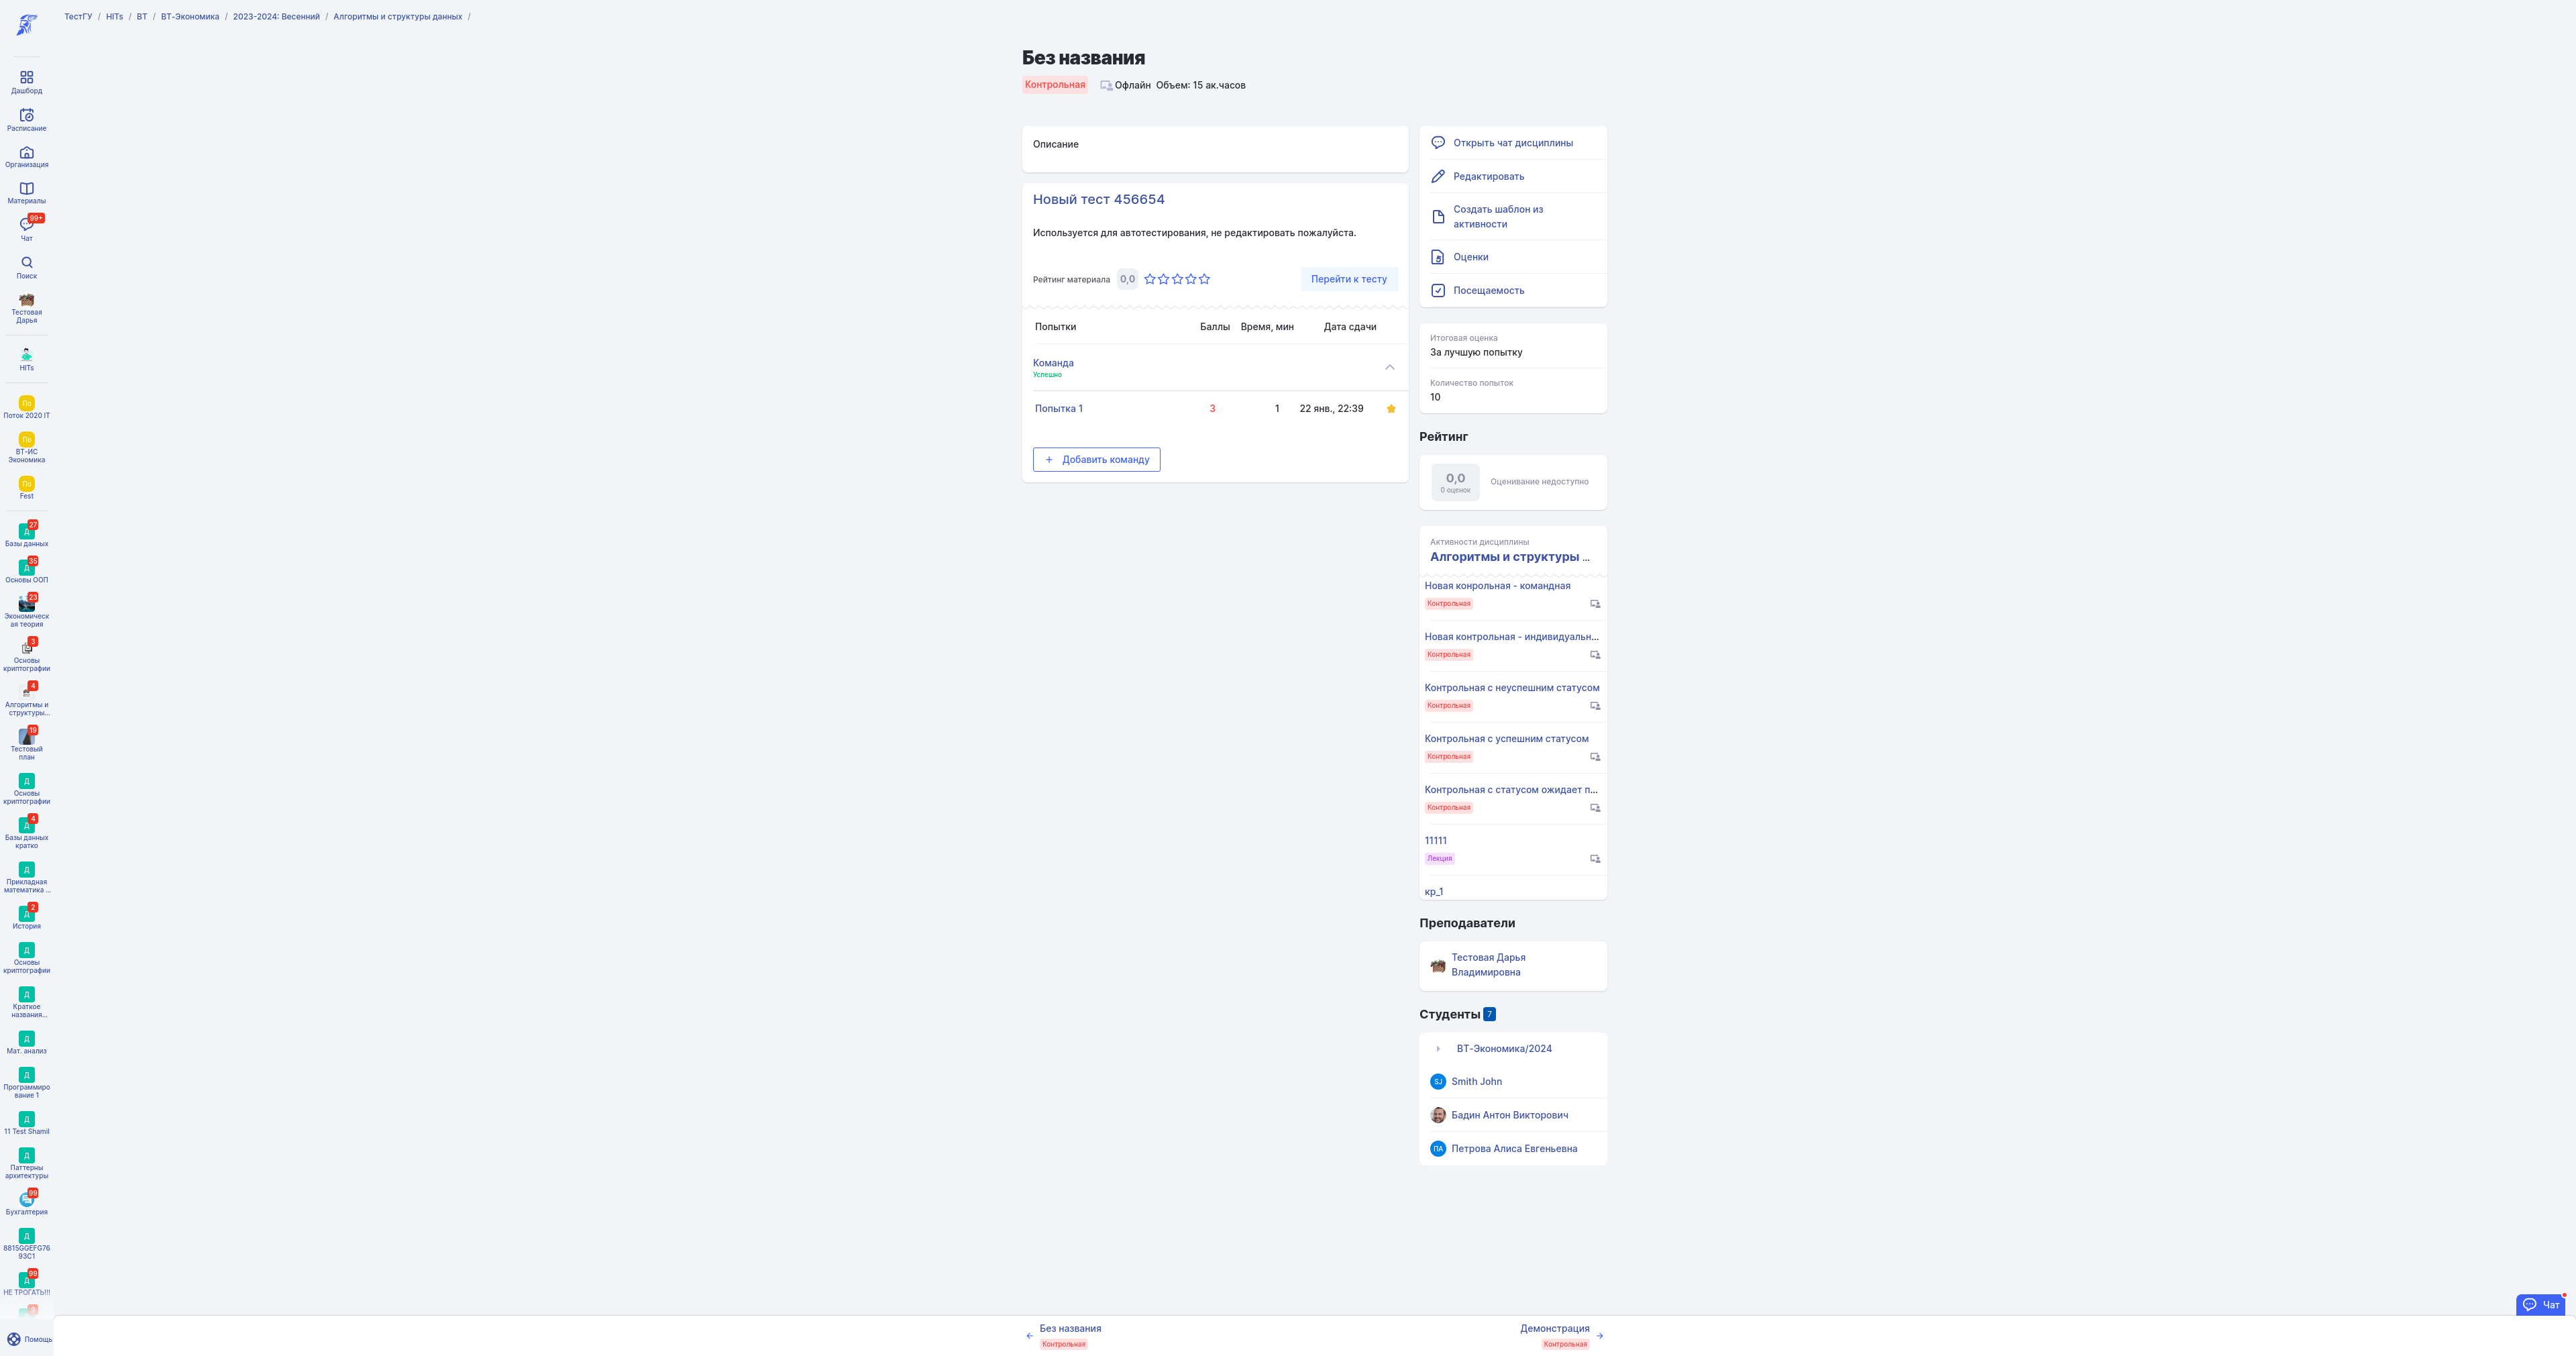 ТестГУ / HITs / ВТ / ВТ-Экономика / 2023-2024: Весенний / Алгоритмы и структуры данных /
Дашборд
Расписание
Организация
Материалы
99+
Чат
Поиск
Тестовая
Дарья
HITs
По
Поток 2020 IT
По
ВТ-ИС
Экономика
По
Fest
27
Д
Базы данных
35
Д
Основы ООП
23
Экономическ
ая теория
3
Основы
криптографии
4
Алгоритмы и
структуры...
19
Тестовый
план
Д
Основы
криптографии
4
Д
Базы данных
кратко
Д
Прикладная
математика ...
2
Д
История
Д
Основы
криптографии
Д
Краткое
названия...
Д
Мат. анализ
Д
Программиро
вание 1
Д
11 Test Shamil
Д
Паттерны
архитектуры
99
Бухгалтерия
Д
8815GGEFG76
93C1
99
Д
НЕ ТРОГАТЬ!!!
Помощь
Без названия
Контрольная Офлайн Объем: 15 ак.часов
Описание
Новый тест 456654
Используется для автотестирования, не редактировать пожалуйста.
Рейтинг материала 0,0 Перейти к тесту
Попытки Баллы Время, мин Дата сдачи
Команда
Успешно
Попытка 1 3 1 22 янв., 22:39
+ Добавить команду
Открыть чат дисциплины
Редактировать
Создать шаблон из
активности
Оценки
Посещаемость
Итоговая оценка
За лучшую попытку
Количество попыток
10
Рейтинг
0,0
0 оценок
Оценивание недоступно
Активности дисциплины
Алгоритмы и структуры ...
Новая конрольная - командная
Контрольная
Новая контрольная - индивидуальн...
Контрольная
Контрольная с неуспешним статусом
Контрольная
Контрольная с успешним статусом
Контрольная
Контрольная с статусом ожидает п...
Контрольная
11111
Лекция
кр_1
Преподаватели
Тестовая Дарья
Владимировна
Студенты 7
ВТ-Экономика/2024
SJ Smith John
Бадин Антон Викторович
ПА Петрова Алиса Евгеньевна
Чат
Без названия
Контрольная
Демонстрация
Контрольная